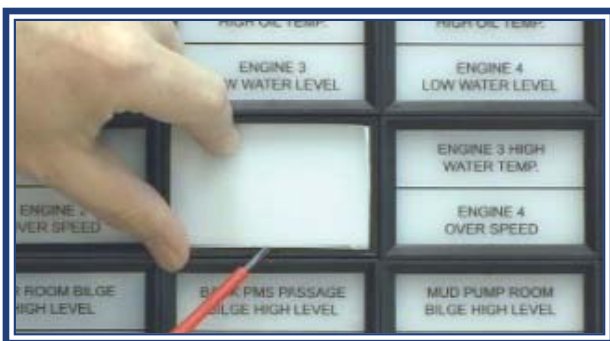 HIGH OIL TEMP.
HIGH OIL TEMP.
ENGINE 3
WATER LEVEL
ENGINE 4
LOW WATER LEVEL
ENGINE 3 HIGH
WATER TEMP.
ENGINE
OVER SPEED
ENGINE 4
OVER SPEED
ROOM BILGE
HIGH LEVEL
PMS PASSAGE
BILGE HIGH LEVEL
MUD PUMP ROOM
BILGE HIGH LEVEL